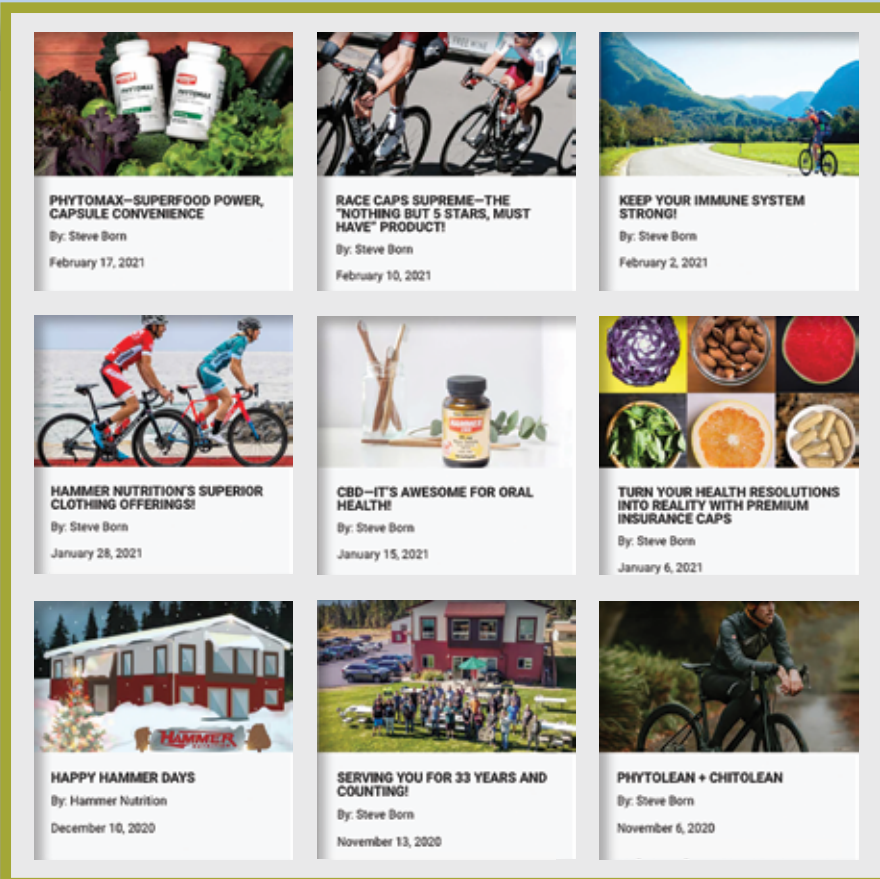 FREE WINE
PHYTOMAX
PHYTOMAX
PHYTOMAX—SUPERFOOD POWER,
CAPSULE CONVENIENCE
By: Steve Born
February 17, 2021
RACE CAPS SUPREME—THE
"NOTHING BUT 5 STARS, MUST
HAVE" PRODUCT!
By: Steve Born
February 10, 2021
KEEP YOUR IMMUNE SYSTEM
STRONG!
By: Steve Born
February 2, 2021
HAMMER
HAMMER NUTRITION'S SUPERIOR
CLOTHING OFFERINGS!
By: Steve Born
January 28, 2021
CBD—IT'S AWESOME FOR ORAL
HEALTH!
By: Steve Born
January 15, 2021
TURN YOUR HEALTH RESOLUTIONS
INTO REALITY WITH PREMIUM
INSURANCE CAPS
By: Steve Born
January 6, 2021
HAMMER
HAPPY HAMMER DAYS
By: Hammer Nutrition
December 10, 2020
SERVING YOU FOR 33 YEARS AND
COUNTING!
By: Steve Born
November 13, 2020
PHYTOLEAN + CHITOLEAN
By: Steve Born
November 6, 2020